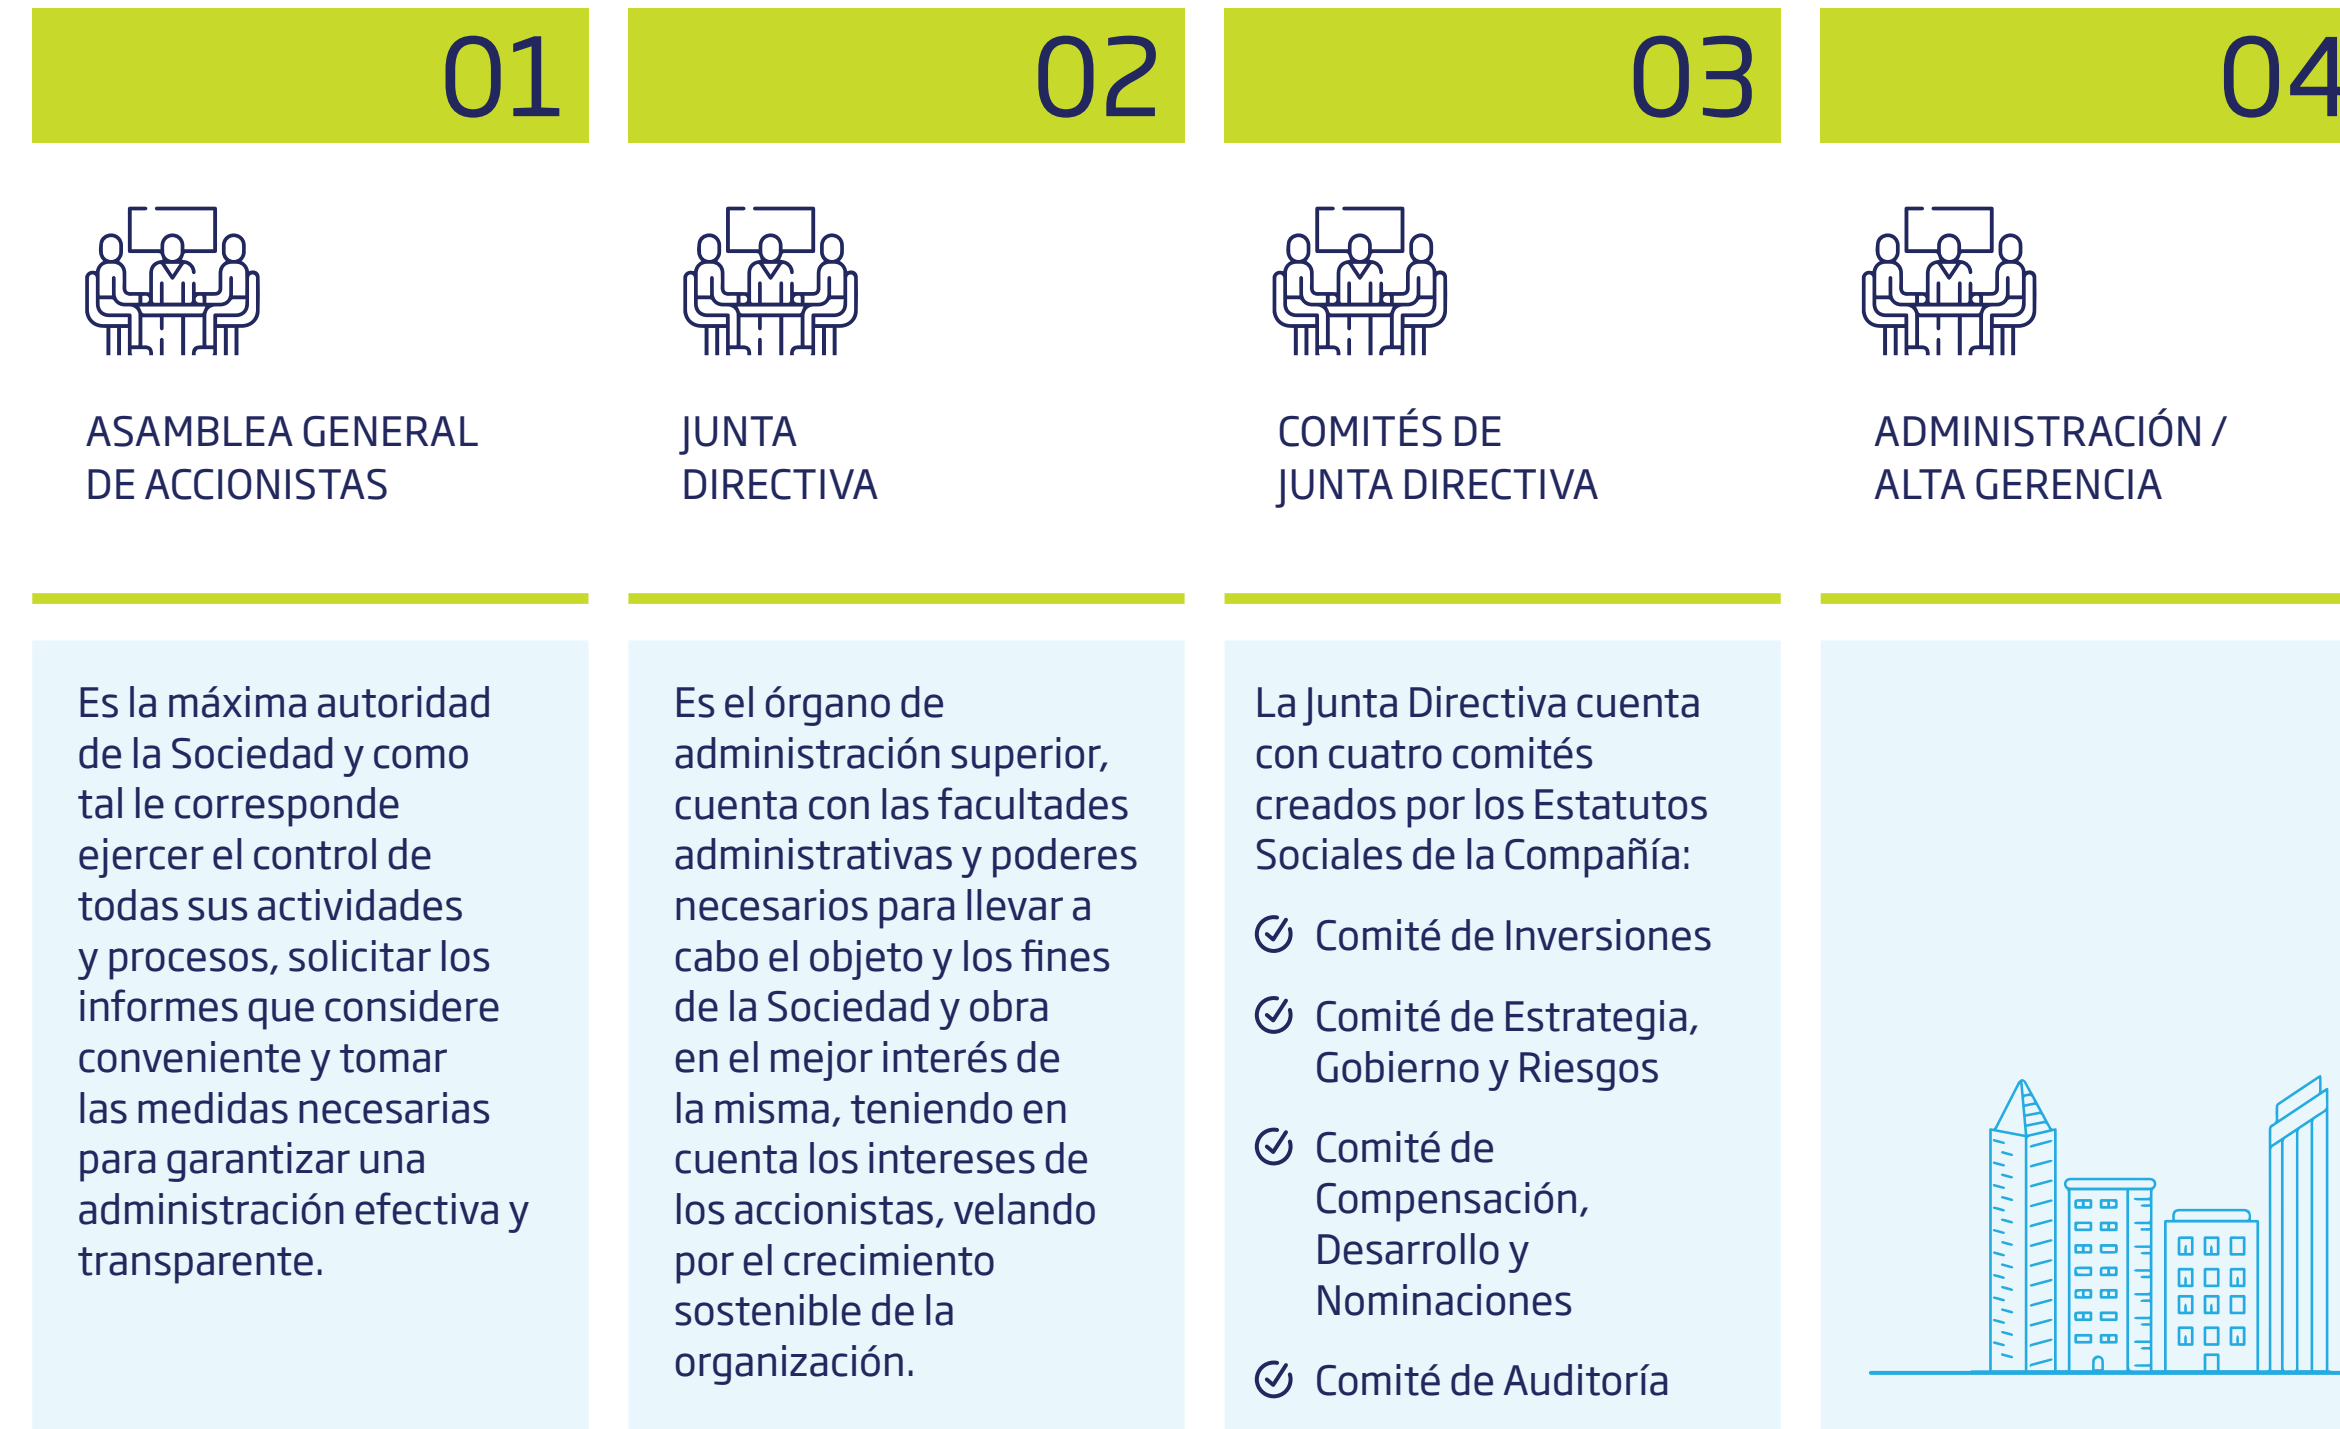 01
ASAMBLEA GENERAL
DE ACCIONISTAS
Es la máxima autoridad
de la Sociedad y como
tal le corresponde
ejercer el control de
todas sus actividades
y procesos, solicitar los
informes que considere
conveniente y tomar
las medidas necesarias
para garantizar una
administración efectiva y
transparente.
02
JUNTA
DIRECTIVA
Es el órgano de
administración superior,
cuenta con las facultades
administrativas y poderes
necesarios para llevar a
cabo el objeto y los fines
de la Sociedad y obra
en el mejor interés de
la misma, teniendo en
cuenta los intereses de
los accionistas, velando
por el crecimiento
sostenible de la
organización.
03
COMITÉS DE
JUNTA DIRECTIVA
La Junta Directiva cuenta
con cuatro comités
creados por los Estatutos
Sociales de la Compañía:
Comité de Inversiones
Comité de Estrategia,
Gobierno y Riesgos
Comité de
Compensación,
Desarrollo y
Nominaciones
Comité de Auditoría
04
ADMINISTRACIÓN /
ALTA GERENCIA